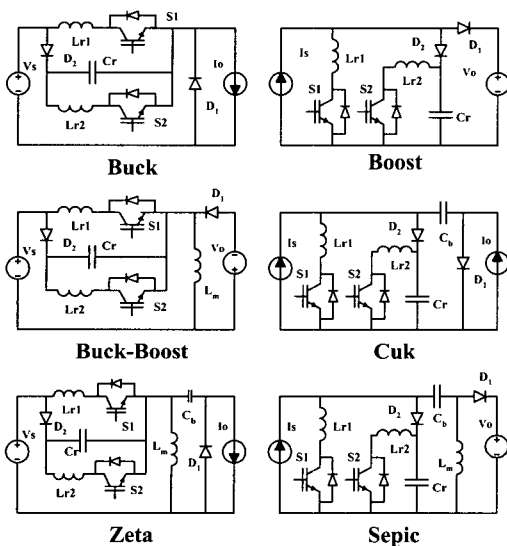 S1
Lr1
D2
Vs
Cr
Io
Lr2
S2
D1
Buck
D1
Is
Lr1
D2
Vo
S1
S2
Lr2
Cr
Boost
Lr1
S1
D1
Vs
D2
Cr
Vo
Lr2
S2
Lm
Buck-Boost
Is
Lr1
D2
Cb
Io
S1
S2
Lr2
D1
Cr
Cuk
Lr1
S1
Cb
Vs
D2
Io
Cr
Lm
D1
Lr2
S2
Zeta
D1
Is
Lr1
D2
Cb
Vo
S1
S2
Lr2
Lm
Cr
Sepic